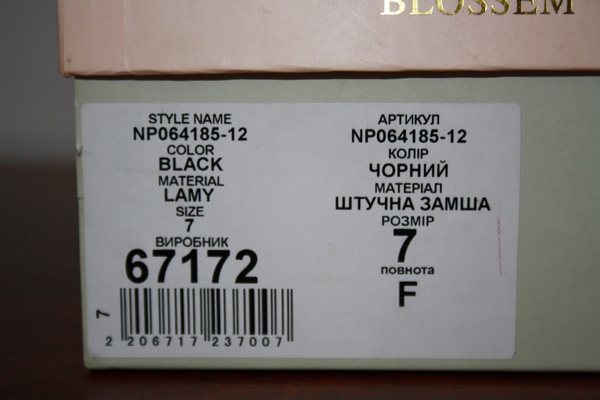 BLOSSEM
STYLE NAME
NP064185-12
COLOR
BLACK
MATERIAL
LAMY
SIZE
7
ВИРОБНИК
67172
7
2 206717 237007
АРТИКУЛ
NP064185-12
КОЛІР
ЧОРНИЙ
МАТЕРІАЛ
ШТУЧНА ЗАМША
РОЗМІР
7
повнота
F